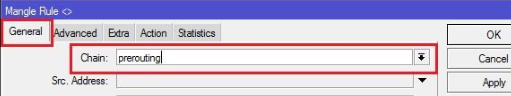 Mangle Rule <>
General Advanced Extra Action Statistics OK
Chain: prerouting Cancel
Src. Address: Apply